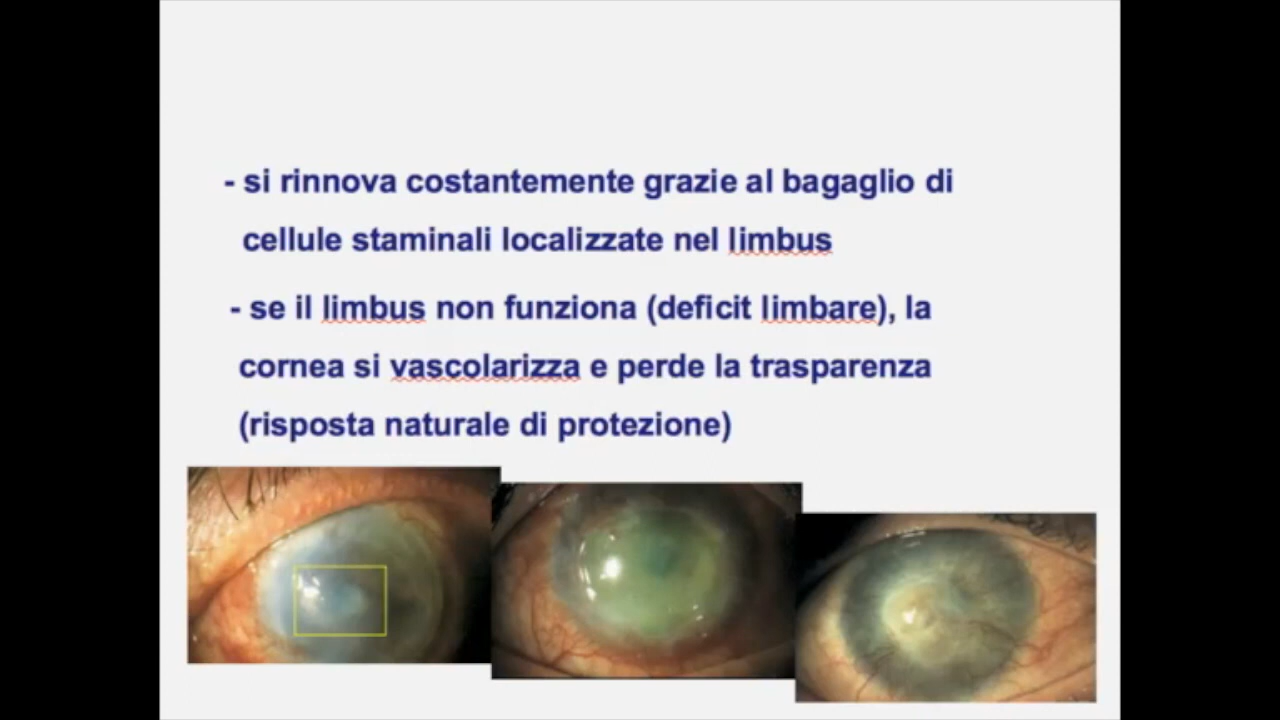 - si rinnova costantemente grazie al bagaglio di
cellule staminali localizzate nel limbus
- se il limbus non funziona (deficit limbare), la
cornea si vascolarizza e perde la trasparenza
(risposta naturale di protezione)